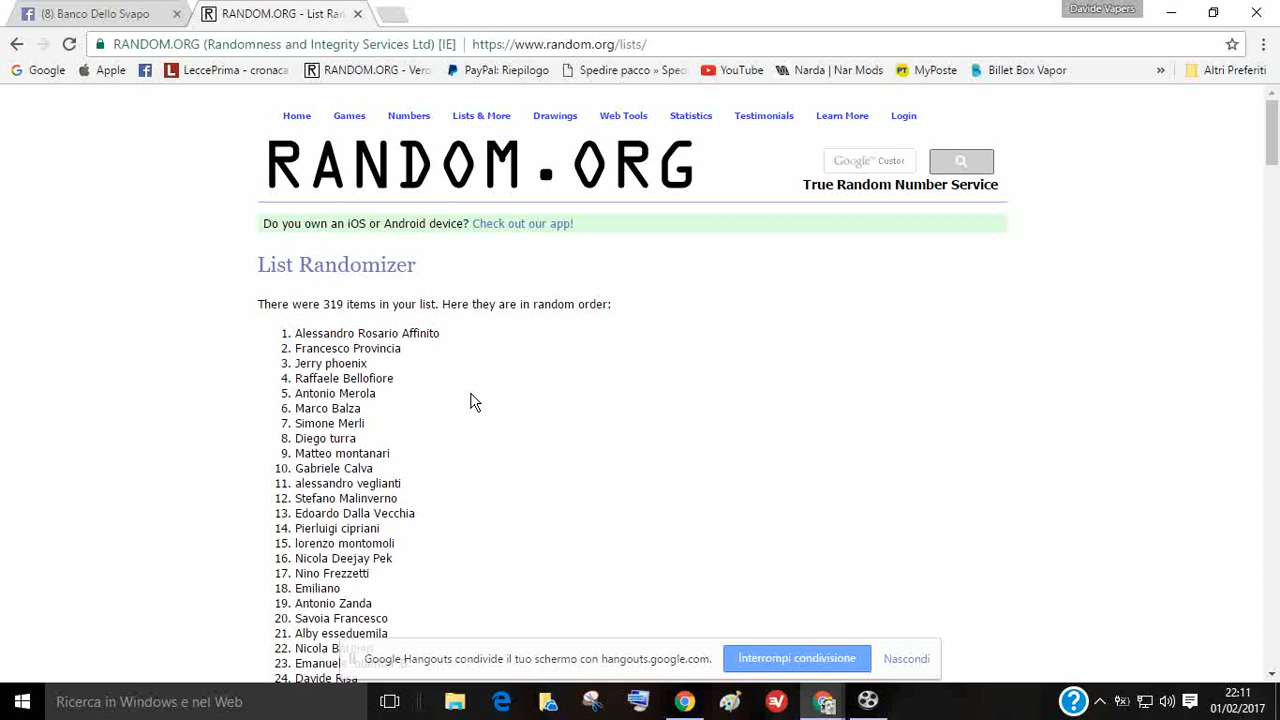 Davide Vapers
(8) Banco Dello Svapo
RANDOM.ORG - List Ran
RANDOM.ORG (Randomness and Integrity Services Ltd) [IE] https://www.random.org/lists/
Google Apple LeccePrima - cronaca RANDOM.ORG - Vero PayPal: Riepilogo Spedire pacco » Spe YouTube Narda | Nar Mods MyPoste Billet Box Vapor » Altri Preferiti
Home Games Numbers Lists & More Drawings Web Tools Statistics Testimonials Learn More Login
RANDOM.ORG
Google™ Custor
True Random Number Service
Do you own an iOS or Android device? Check out our app!
List Randomizer
There were 319 items in your list. Here they are in random order:
1. Alessandro Rosario Affinito
2. Francesco Provincia
3. Jerry phoenix
4. Raffaele Bellofiore
5. Antonio Merola
6. Marco Balza
7. Simone Merli
8. Diego turra
9. Matteo montanari
10. Gabriele Calva
11. alessandro veglianti
12. Stefano Malinverno
13. Edoardo Dalla Vecchia
14. Pierluigi cipriani
15. lorenzo montomoli
16. Nicola Deejay Pek
17. Nino Frezzetti
18. Emiliano
19. Antonio Zanda
20. Savoia Francesco
21. Alby esseduemila
22. Nicola
23. Emanuele
24. Davide Risa
Google Hangouts condivide il tuo schermo con hangouts.google.com. Interrompi condivisione Nascondi
Ricerca in Windows e nel Web
22:11
01/02/2017